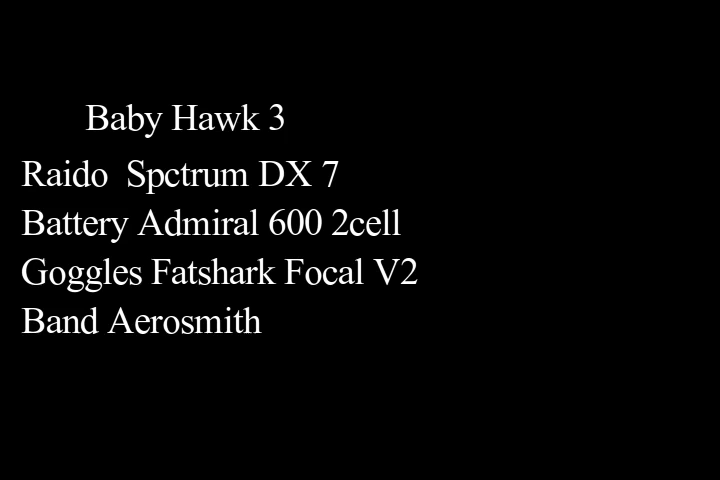 Baby Hawk 3
Raido Spctrum DX 7
Battery Admiral 600 2cell
Goggles Fatshark Focal V2
Band Aerosmith